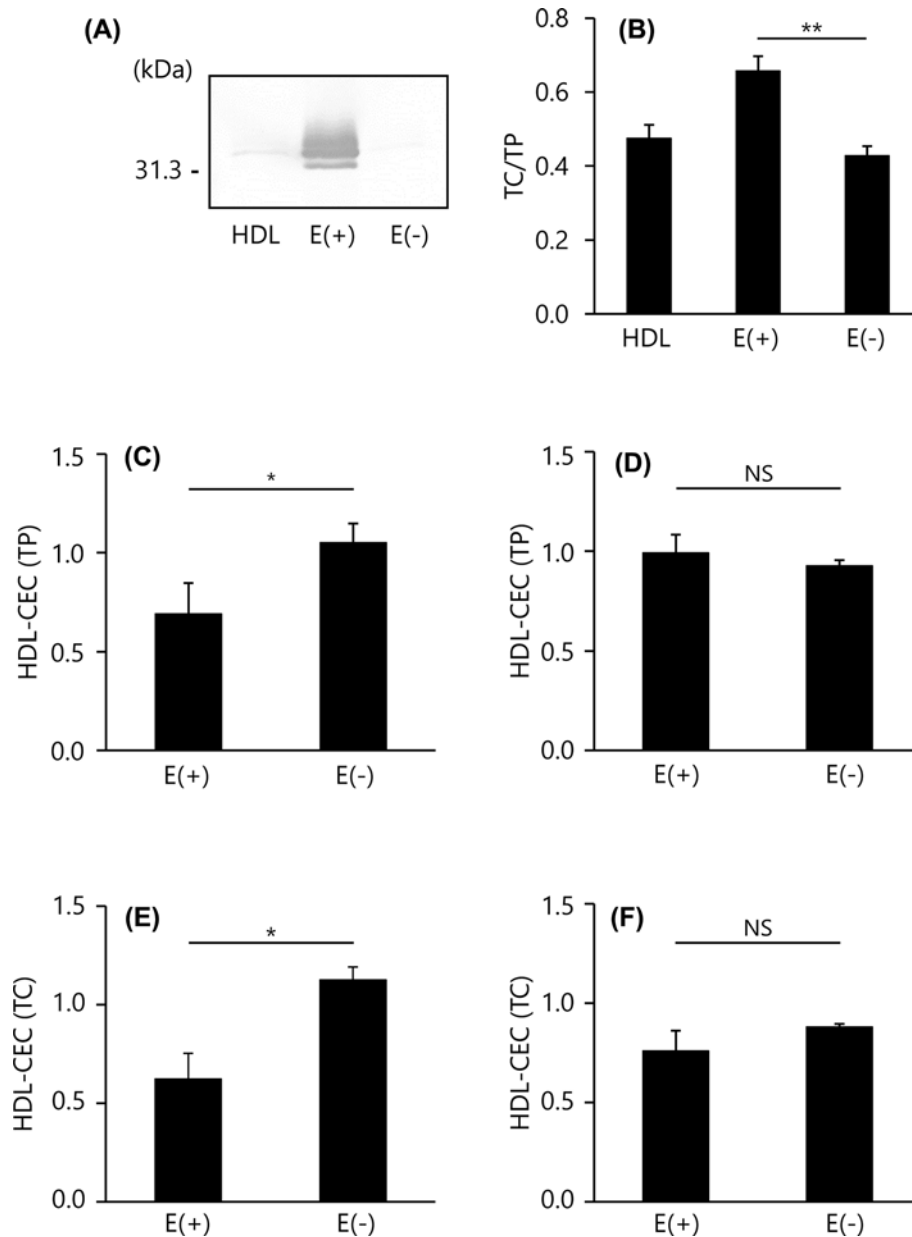 (A)
(kDa)
31.3 -
HDL E(+) E(-)
(B)
**
TC/TP
0.8
0.6
0.4
0.2
0.0
HDL E(+) E(-)
(C)
*
HDL-CEC (TP)
1.5
1.0
0.5
0.0
E(+) E(-)
(D)
NS
HDL-CEC (TP)
1.5
1.0
0.5
0.0
E(+) E(-)
(E)
*
HDL-CEC (TC)
1.5
1.0
0.5
0.0
E(+) E(-)
(F)
NS
HDL-CEC (TC)
1.5
1.0
0.5
0.0
E(+) E(-)